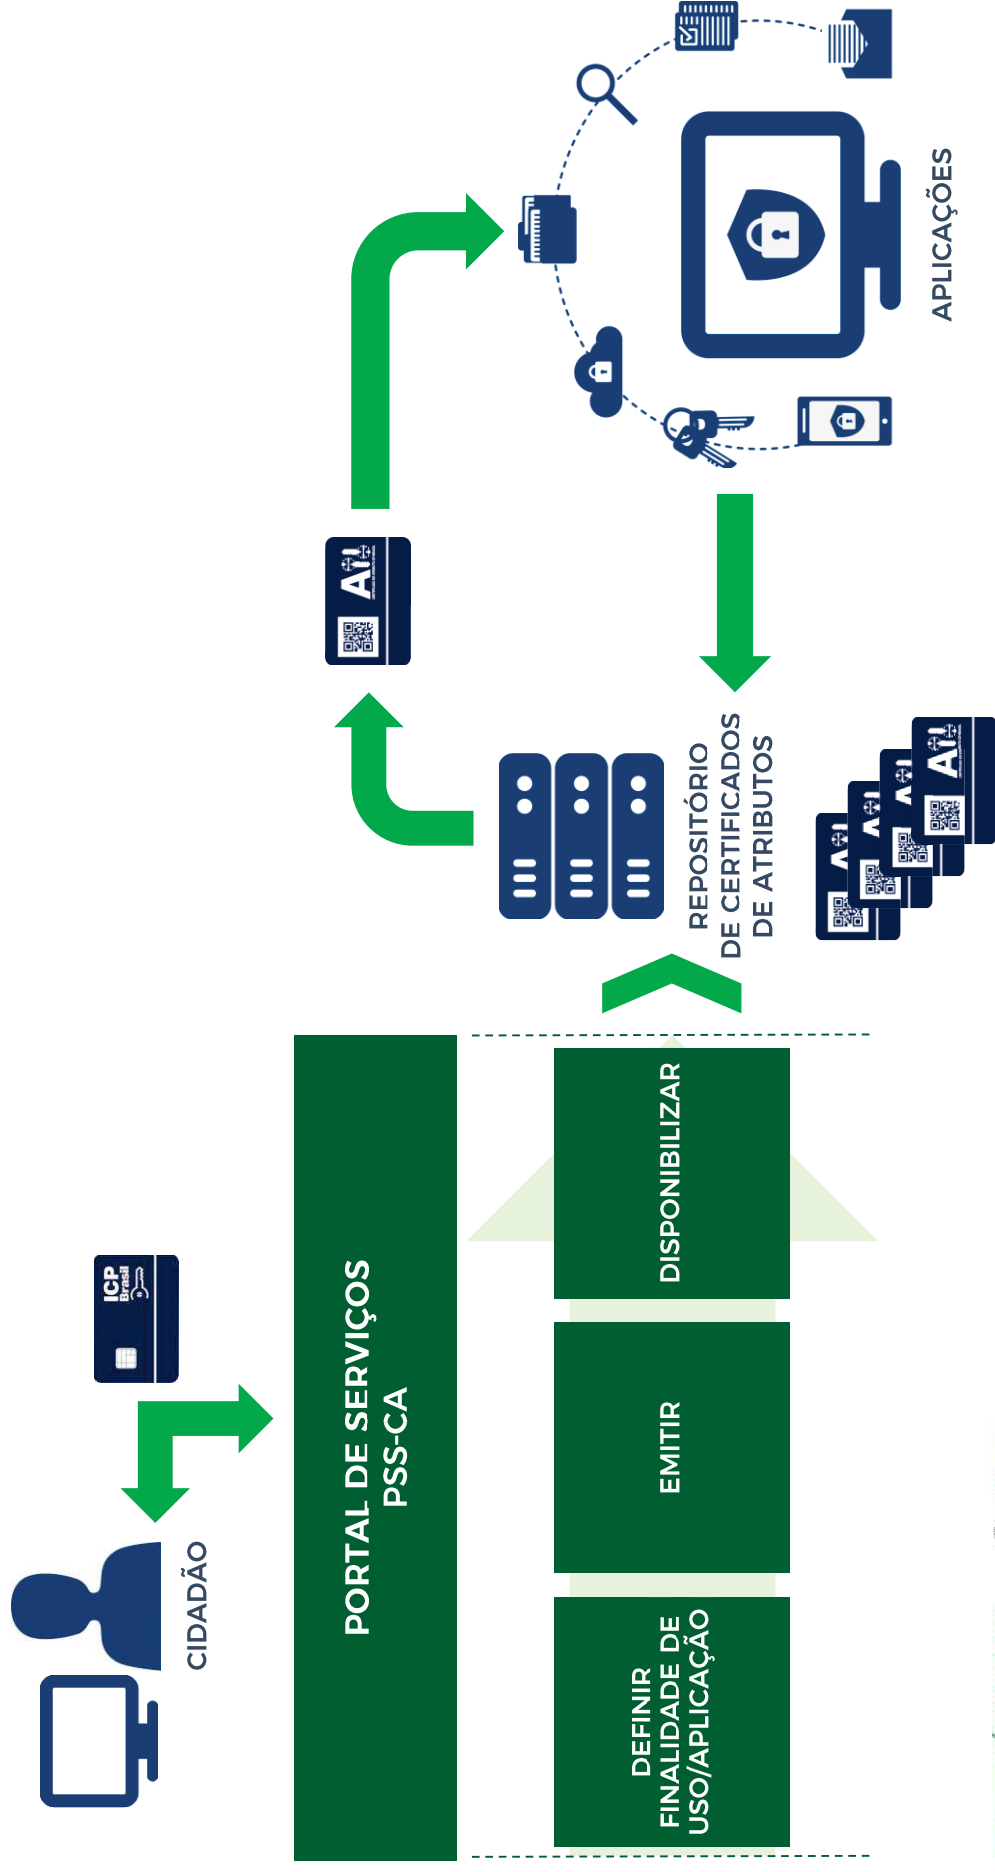 CIDADÃO
ICP
Brasil
PORTAL DE SERVIÇOS
PSS-CA
DEFINIR
FINALIDADE DE
USO/APLICAÇÃO
EMITIR
DISPONIBILIZAR
REPOSITÓRIO
DE CERTIFICADOS
DE ATRIBUTOS
APLICAÇÕES